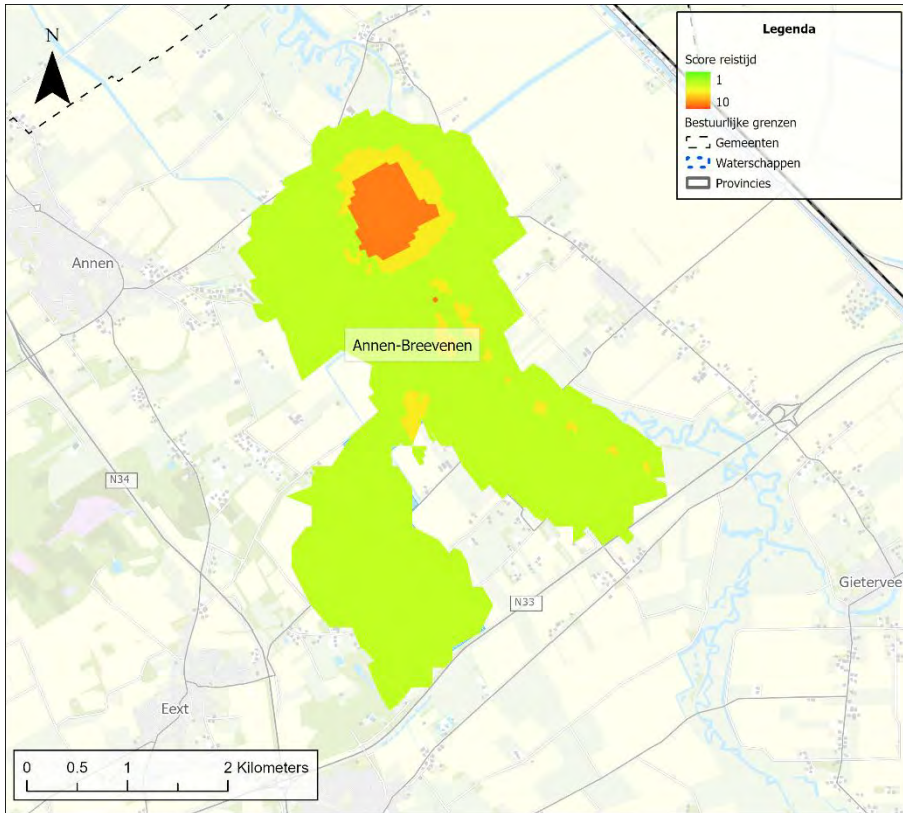 N
Legenda
Score reistijd
1
10
Bestuurlijke grenzen
Gemeenten
Waterschappen
Provincies
Annen
Annen-Breevenen
N34
N33
Gietervee
Eext
0 0.5 1 2 Kilometers